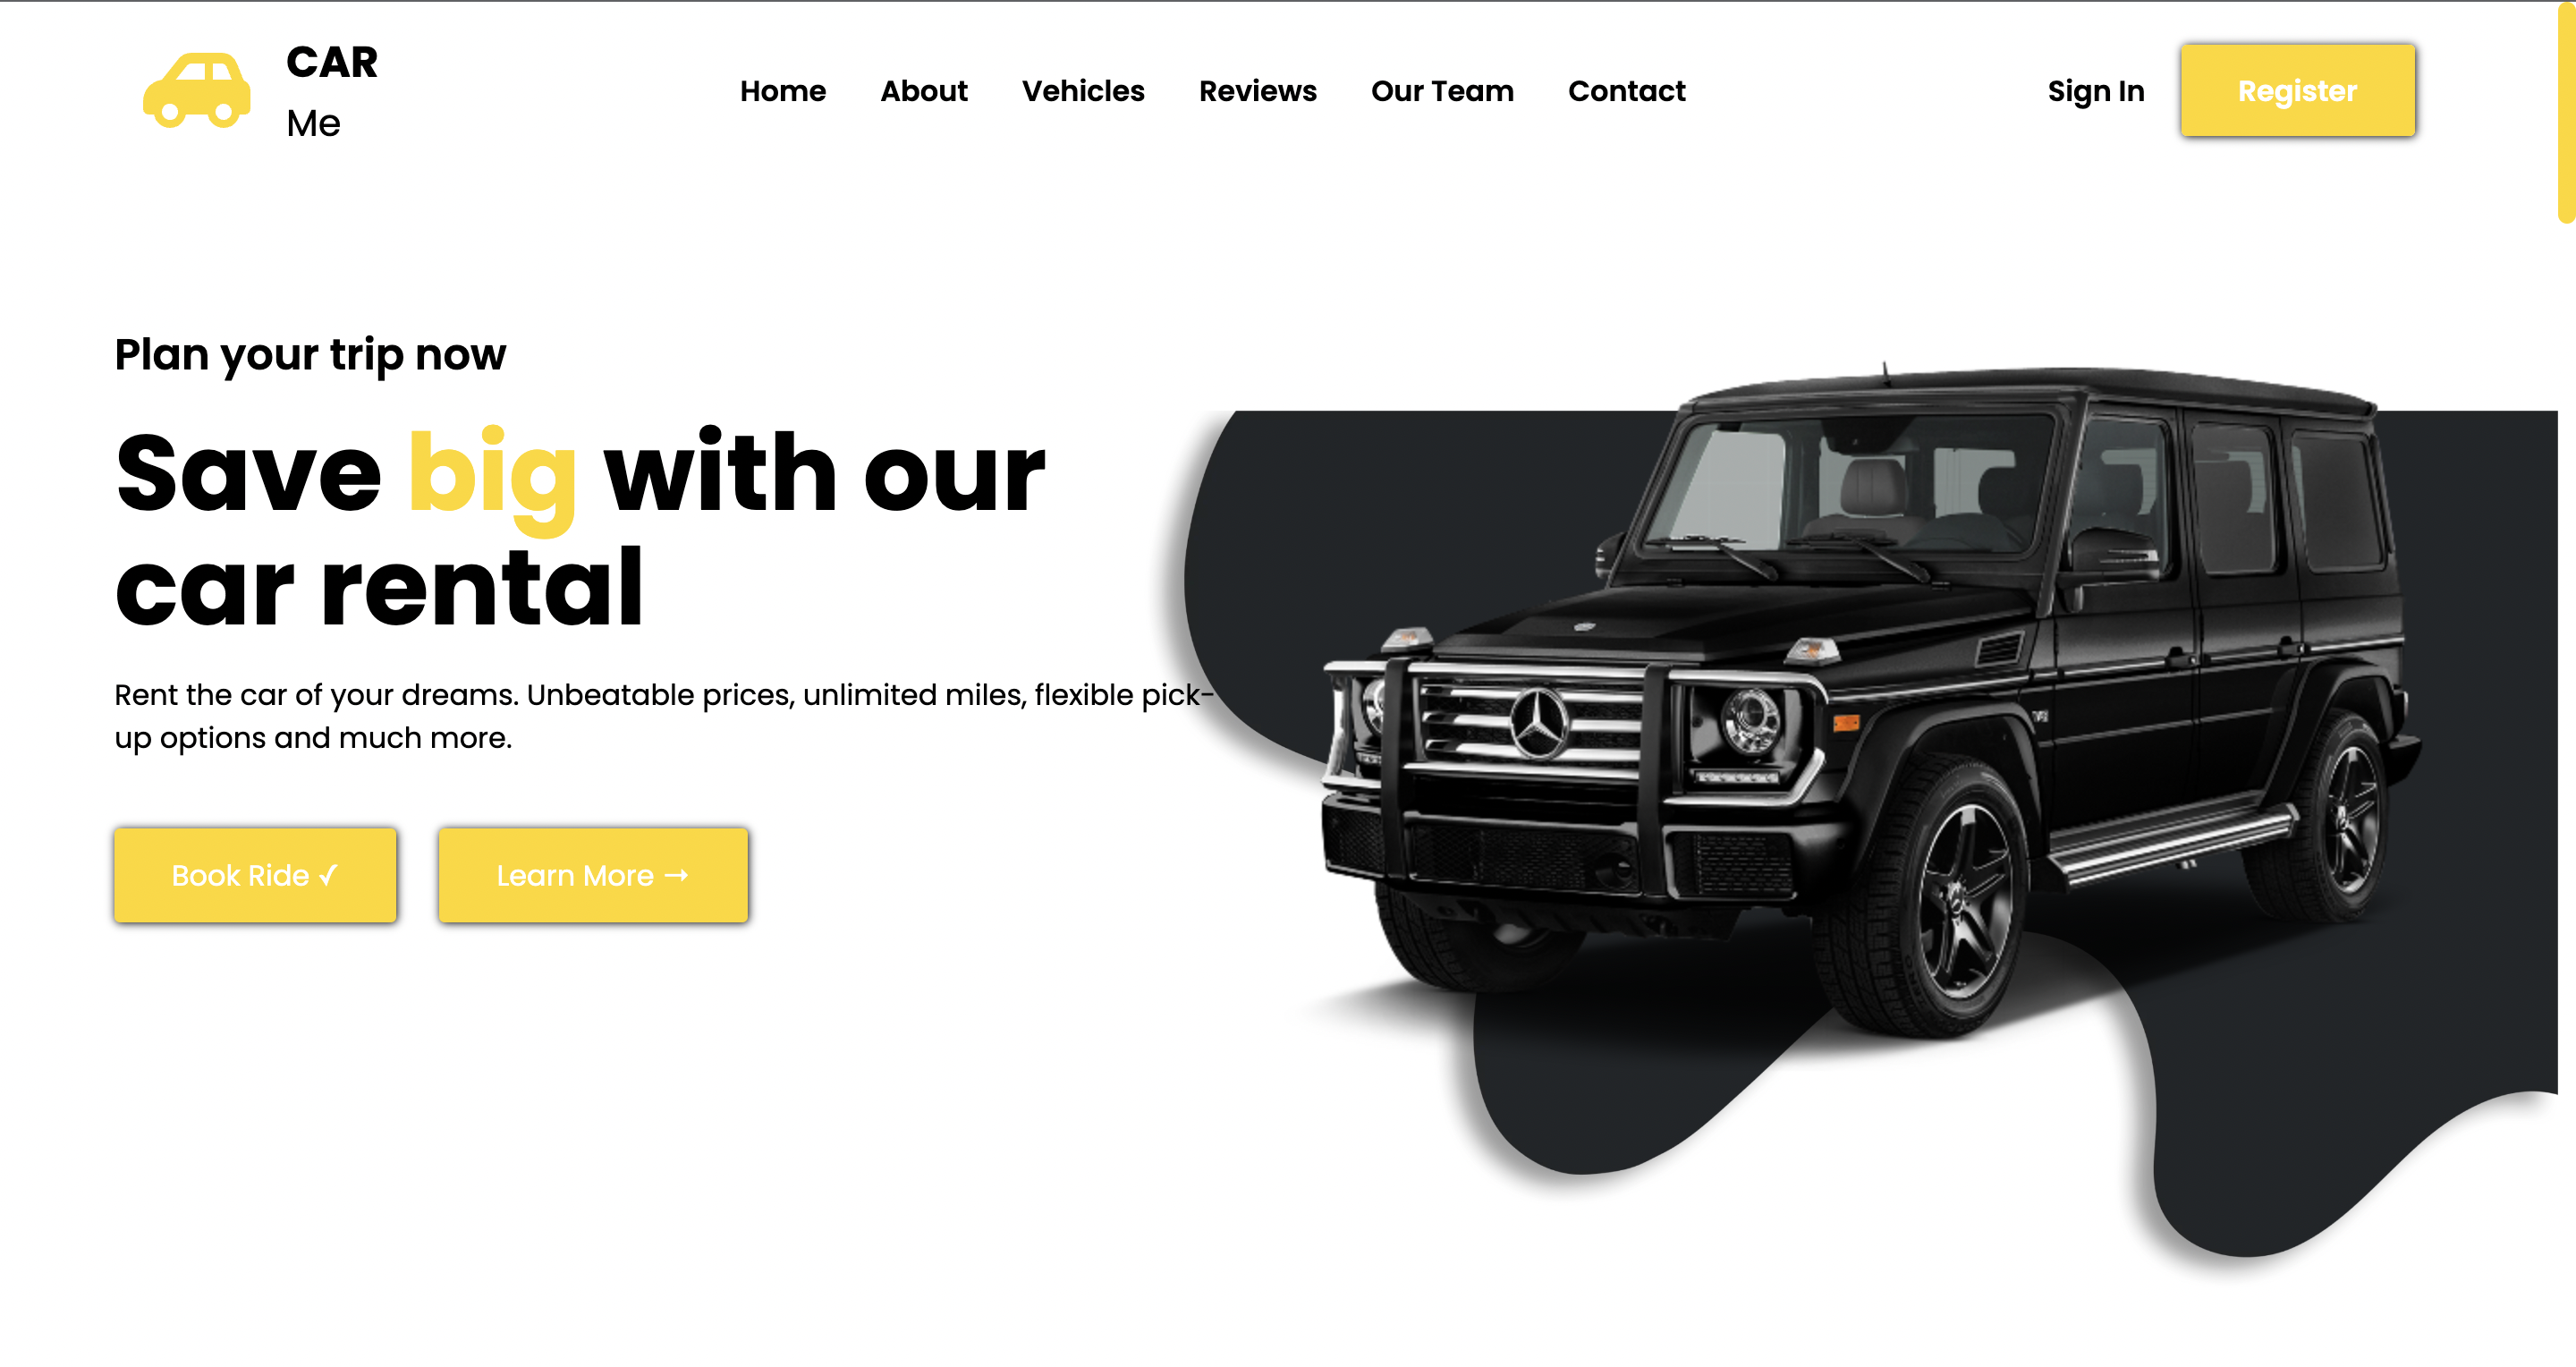 CAR
Me
Home About Vehicles Reviews Our Team Contact
Sign In Register
Plan your trip now
Save big with our
car rental
Rent the car of your dreams. Unbeatable prices, unlimited miles, flexible pick-
up options and much more.
Book Ride ✓ Learn More →